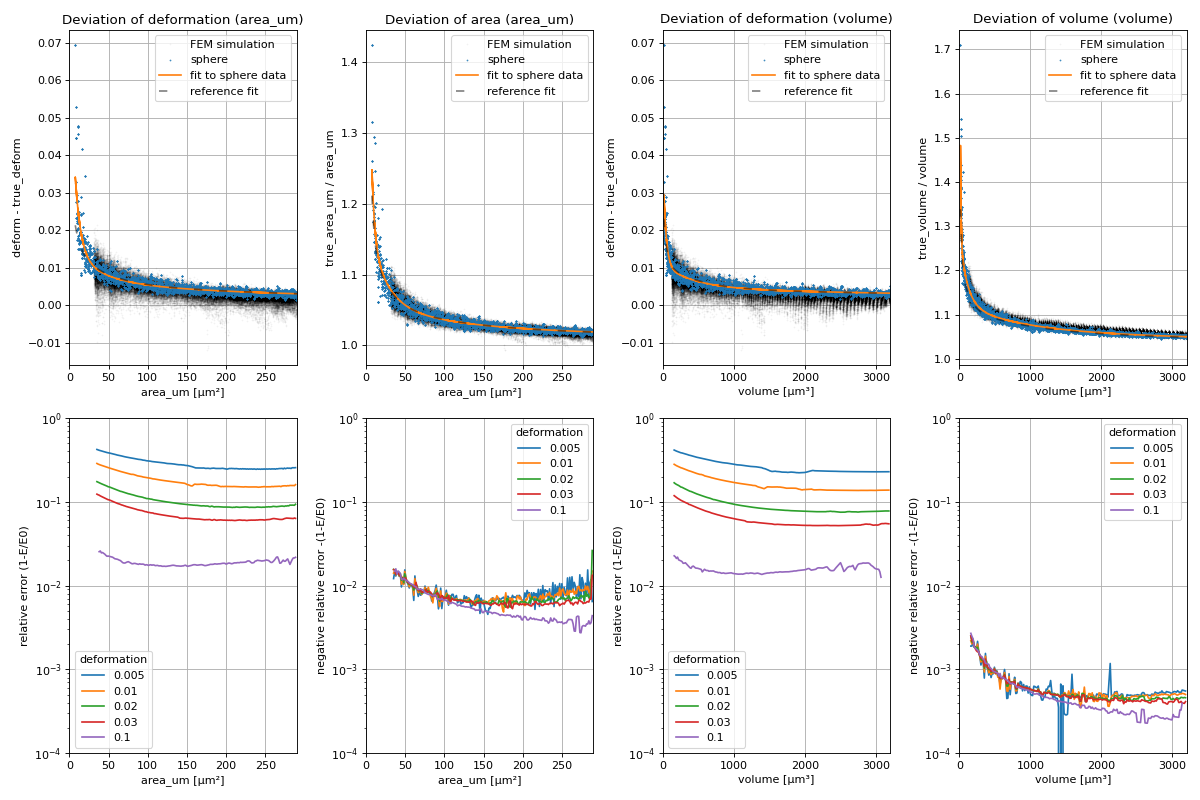 Deviation of deformation (area_um)
deform - true_deform
0.07
0.06
0.05
0.04
0.03
0.02
0.01
0.00
−0.01
FEM simulation
sphere
fit to sphere data
reference fit
0 50 100 150 200 250
area_um [µm²]
Deviation of area (area_um)
true_area_um / area_um
1.4
1.3
1.2
1.1
1.0
FEM simulation
sphere
fit to sphere data
reference fit
0 50 100 150 200 250
area_um [µm²]
Deviation of deformation (volume)
deform - true_deform
0.07
0.06
0.05
0.04
0.03
0.02
0.01
0.00
−0.01
FEM simulation
sphere
fit to sphere data
reference fit
0 1000 2000 3000
volume [µm³]
Deviation of volume (volume)
true_volume / volume
1.7
1.6
1.5
1.4
1.3
1.2
1.1
1.0
FEM simulation
sphere
fit to sphere data
reference fit
0 1000 2000 3000
volume [µm³]
relative error (1-E/E0)
10⁰
10⁻¹
10⁻²
10⁻³
10⁻⁴
deformation
0.005
0.01
0.02
0.03
0.1
0 50 100 150 200 250
area_um [µm²]
negative relative error -(1-E/E0)
10⁰
10⁻¹
10⁻²
10⁻³
10⁻⁴
deformation
0.005
0.01
0.02
0.03
0.1
0 50 100 150 200 250
area_um [µm²]
relative error (1-E/E0)
10⁰
10⁻¹
10⁻²
10⁻³
10⁻⁴
deformation
0.005
0.01
0.02
0.03
0.1
0 1000 2000 3000
volume [µm³]
negative relative error -(1-E/E0)
10⁰
10⁻¹
10⁻²
10⁻³
10⁻⁴
deformation
0.005
0.01
0.02
0.03
0.1
0 1000 2000 3000
volume [µm³]